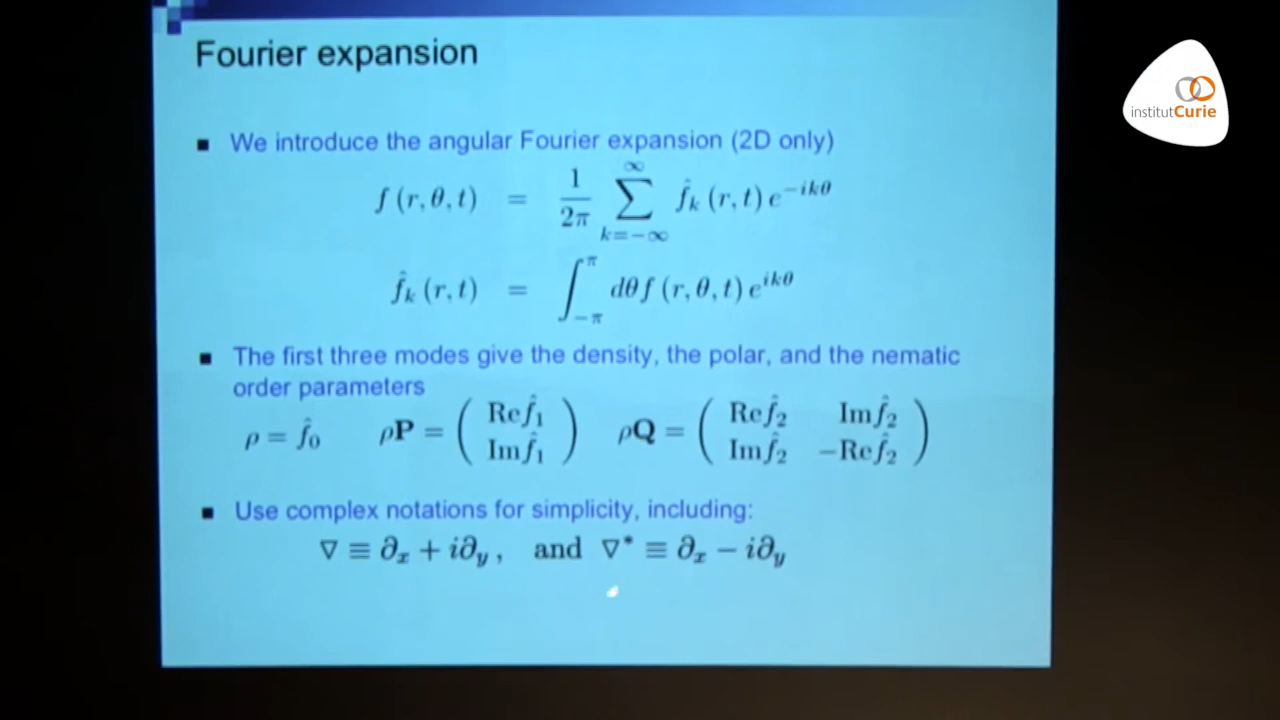 Fourier expansion
institutCurie
■ We introduce the angular Fourier expansion (2D only)
f (r, θ, t) = 1/2π ∑_{k=−∞}^{∞} f̂_k (r, t) e^{−ikθ}
f̂_k (r, t) = ∫_{−π}^{π} dθ f (r, θ, t) e^{ikθ}
■ The first three modes give the density, the polar, and the nematic
order parameters
ρ = f̂_0 ρP = ( Re f̂_1 Im f̂_1 ) ρQ = ( Re f̂_2 Im f̂_2 Im f̂_2 −Re f̂_2 )
■ Use complex notations for simplicity, including:
∇ ≡ ∂_x + i∂_y , and ∇* ≡ ∂_x − i∂_y